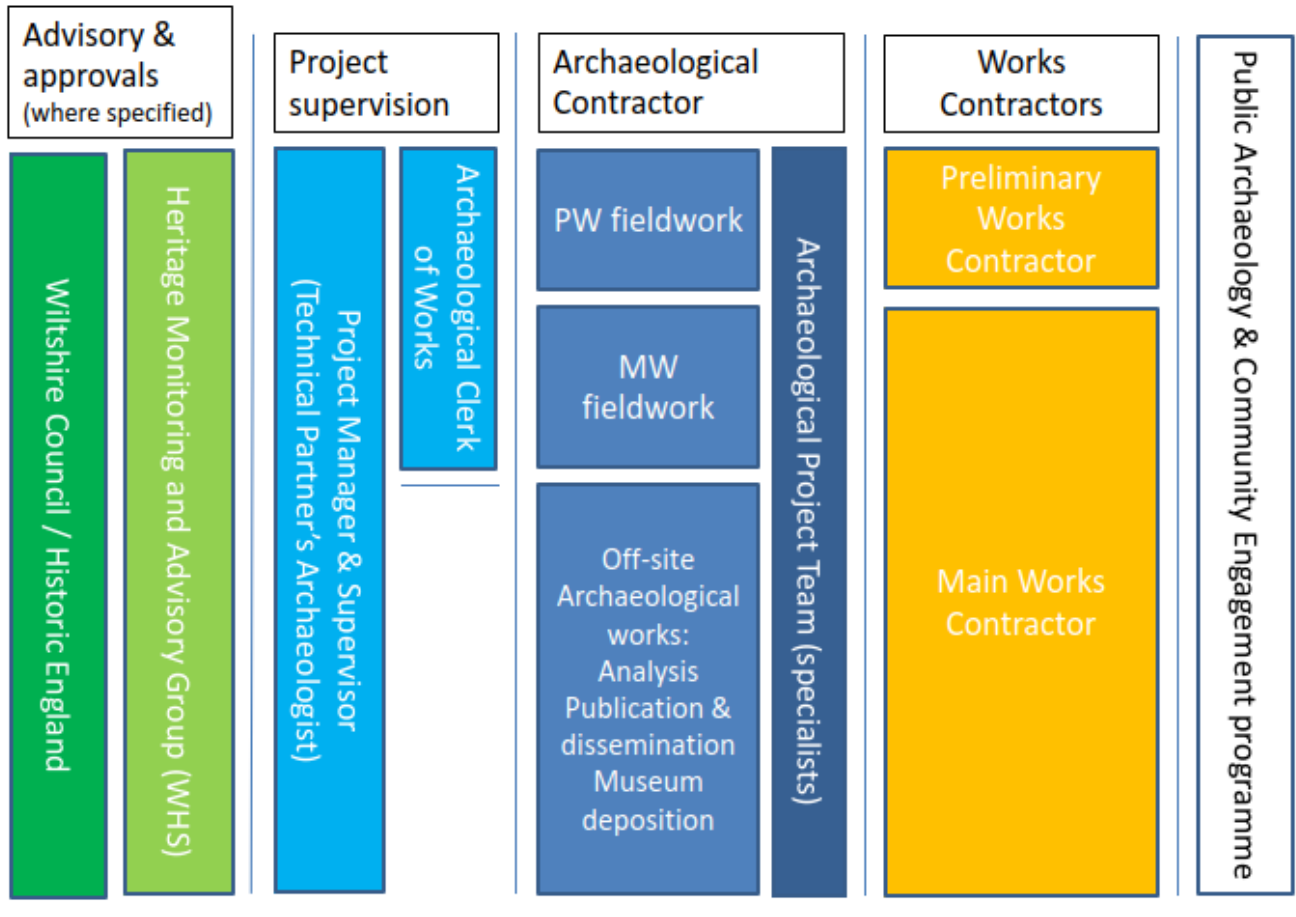 Advisory &
approvals
(where specified)
Wiltshire Council / Historic England
Heritage Monitoring and Advisory Group (WHS)
Project
supervision
Project Manager & Supervisor
(Technical Partner's Archaeologist)
Archaeological Clerk
of Works
Archaeological
Contractor
PW fieldwork
MW
fieldwork
Off-site
Archaeological
works:
Analysis
Publication &
dissemination
Museum
deposition
Archaeological Project Team (specialists)
Works
Contractors
Preliminary
Works
Contractor
Main Works
Contractor
Public Archaeology & Community Engagement programme